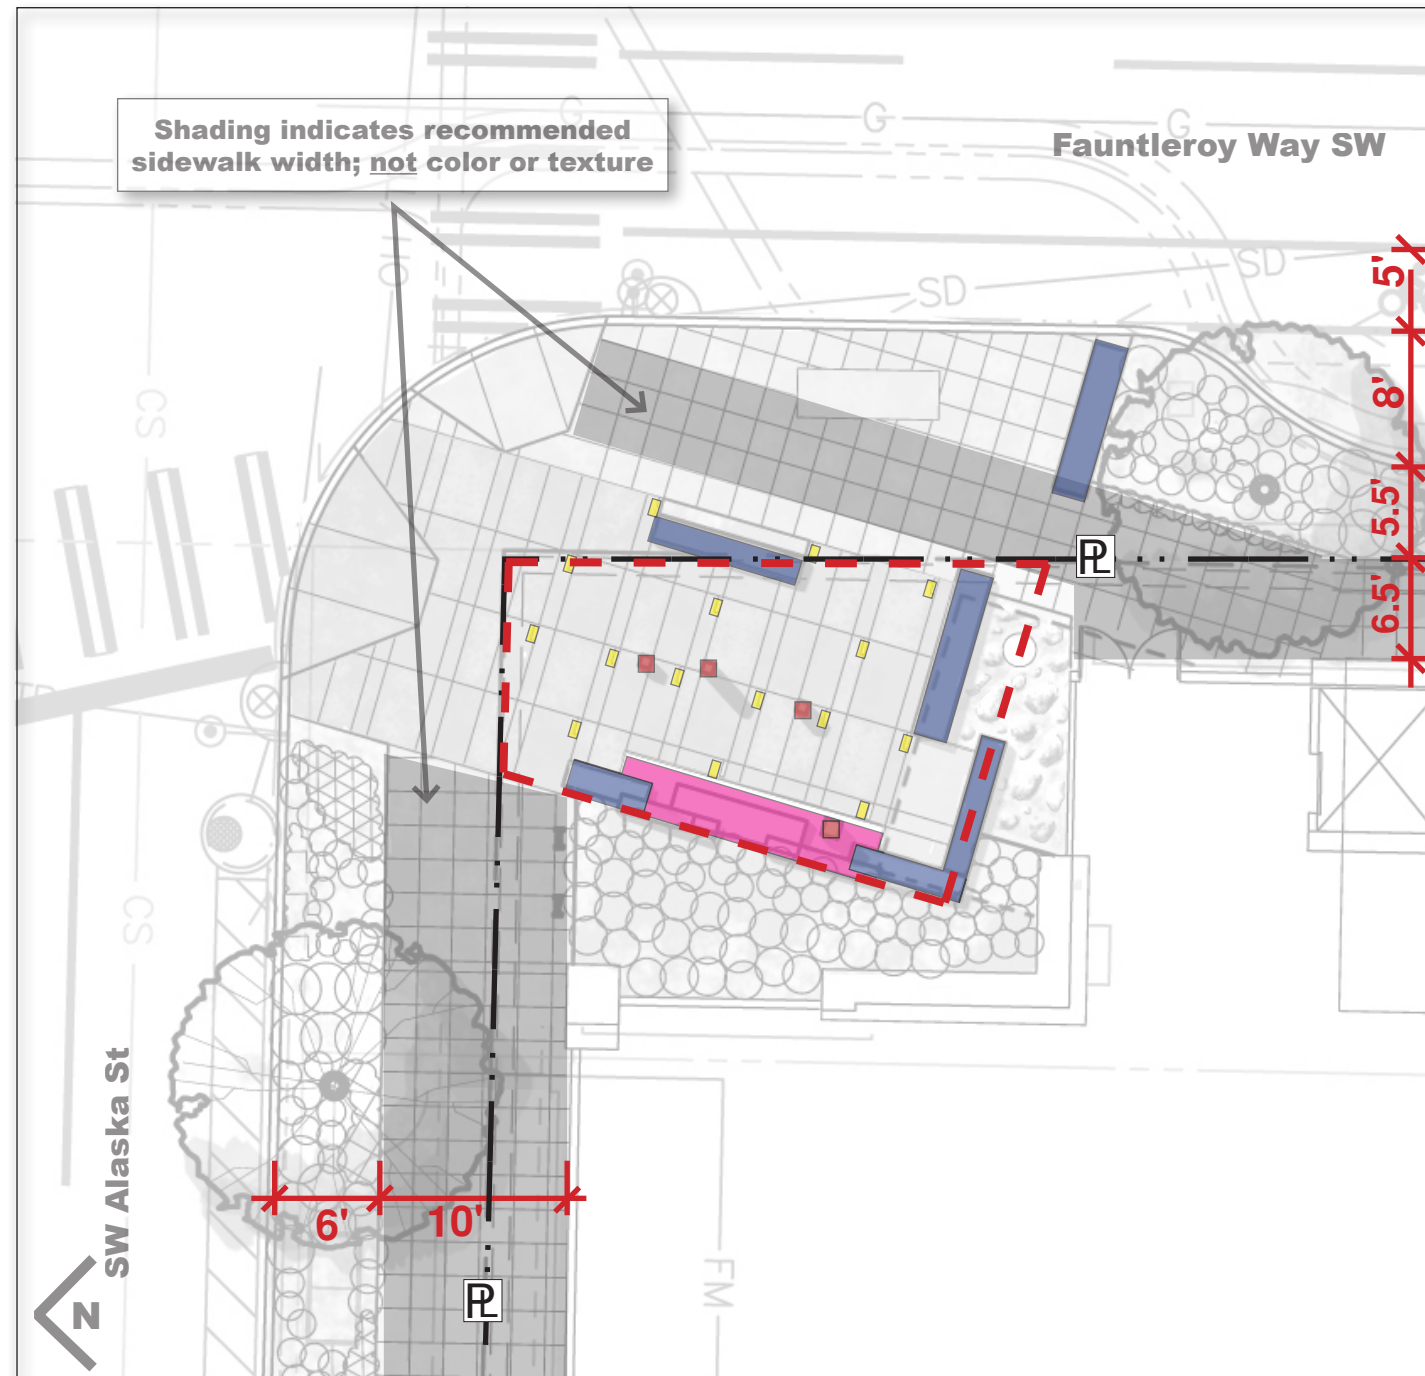 Shading indicates recommended
sidewalk width; not color or texture
Fauntleroy Way SW
G
G
G
SD
SD
CS
CS
5'
8'
5.5'
6.5'
PL
SW Alaska St
6'
10'
PL
FM
N